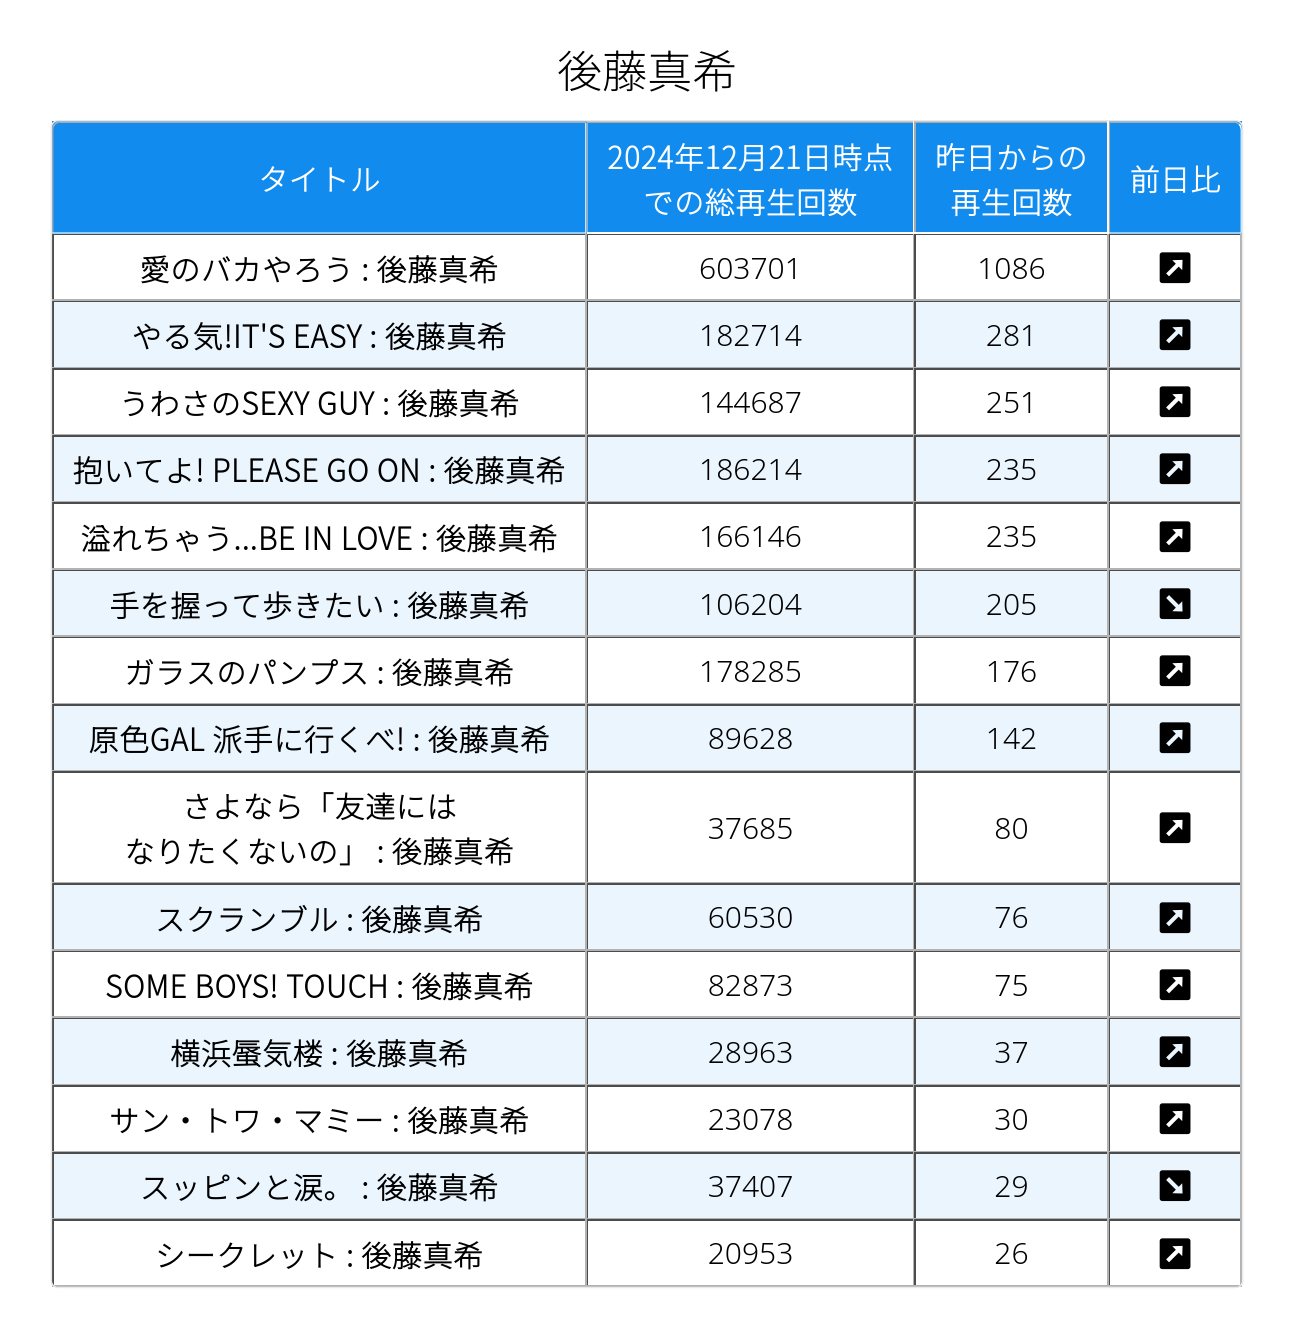 後藤真希
タイトル
2024年12月21日時点
での総再生回数
昨日からの
再生回数
前日比
愛のバカやろう : 後藤真希 603701 1086
やる気!IT'S EASY : 後藤真希 182714 281
うわさのSEXY GUY : 後藤真希 144687 251
抱いてよ! PLEASE GO ON : 後藤真希 186214 235
溢れちゃう...BE IN LOVE : 後藤真希 166146 235
手を握って歩きたい : 後藤真希 106204 205
ガラスのパンプス : 後藤真希 178285 176
原色GAL 派手に行くべ! : 後藤真希 89628 142
さよなら「友達には
なりたくないの」 : 後藤真希 37685 80
スクランブル : 後藤真希 60530 76
SOME BOYS! TOUCH : 後藤真希 82873 75
横浜蜃気楼 : 後藤真希 28963 37
サン・トワ・マミー : 後藤真希 23078 30
スッピンと涙。 : 後藤真希 37407 29
シークレット : 後藤真希 20953 26